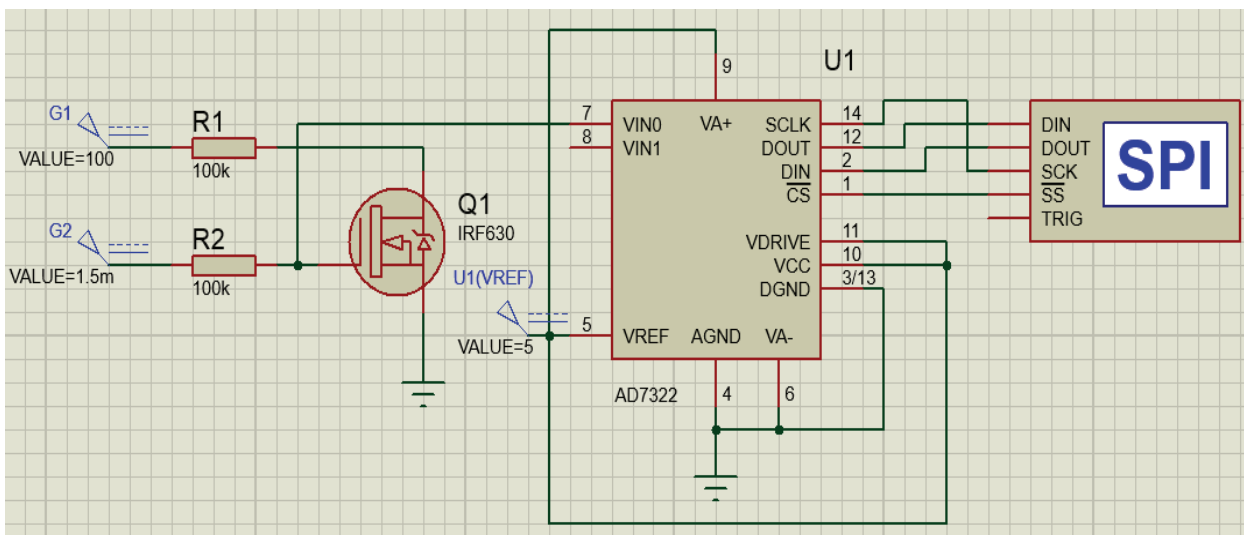 G1
VALUE=100
R1
100k
G2
VALUE=1.5m
R2
100k
Q1
IRF630
U1(VREF)
VALUE=5
U1
9
7
8
5
VIN0
VIN1
VREF
VA+
AGND
VA-
SCLK
DOUT
DIN
CS
VDRIVE
VCC
DGND
14
12
2
1
11
10
3/13
AD7322
4
6
DIN
DOUT
SCK
SS
TRIG
SPI